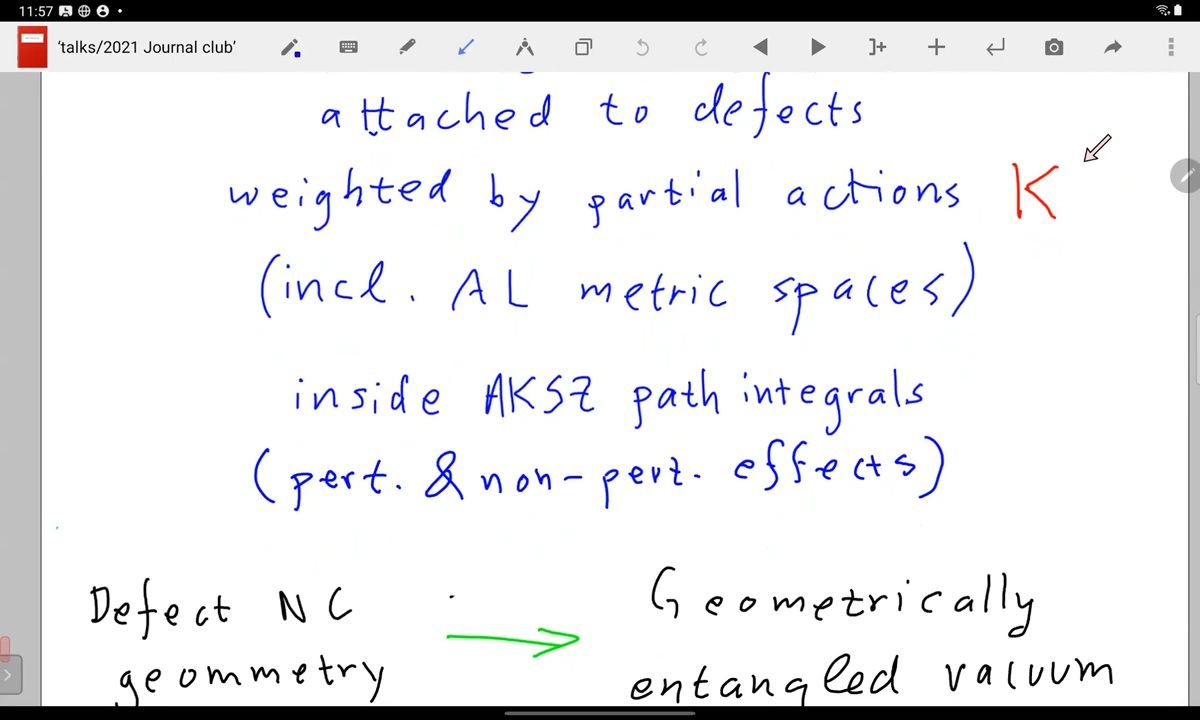 11:57
'talks/2021 Journal club'
attached to defects
weighted by partial actions K
(incl. AL metric spaces)
inside AKSZ path integrals
(pert. & non-pert. effects)
Defect NC
geommetry
Geometrically
entangled vacuum